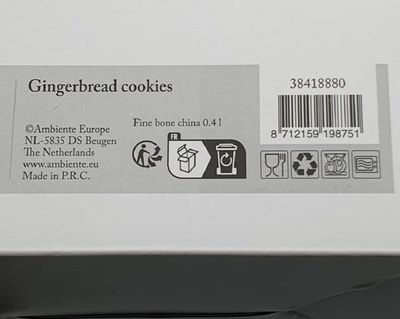 Gingerbread cookies
38418880
Fine bone china 0.4 l
©Ambiente Europe
NL-5835 DS Beugen
The Netherlands
www.ambiente.eu
Made in P.R.C.
FR
8 712159 198751